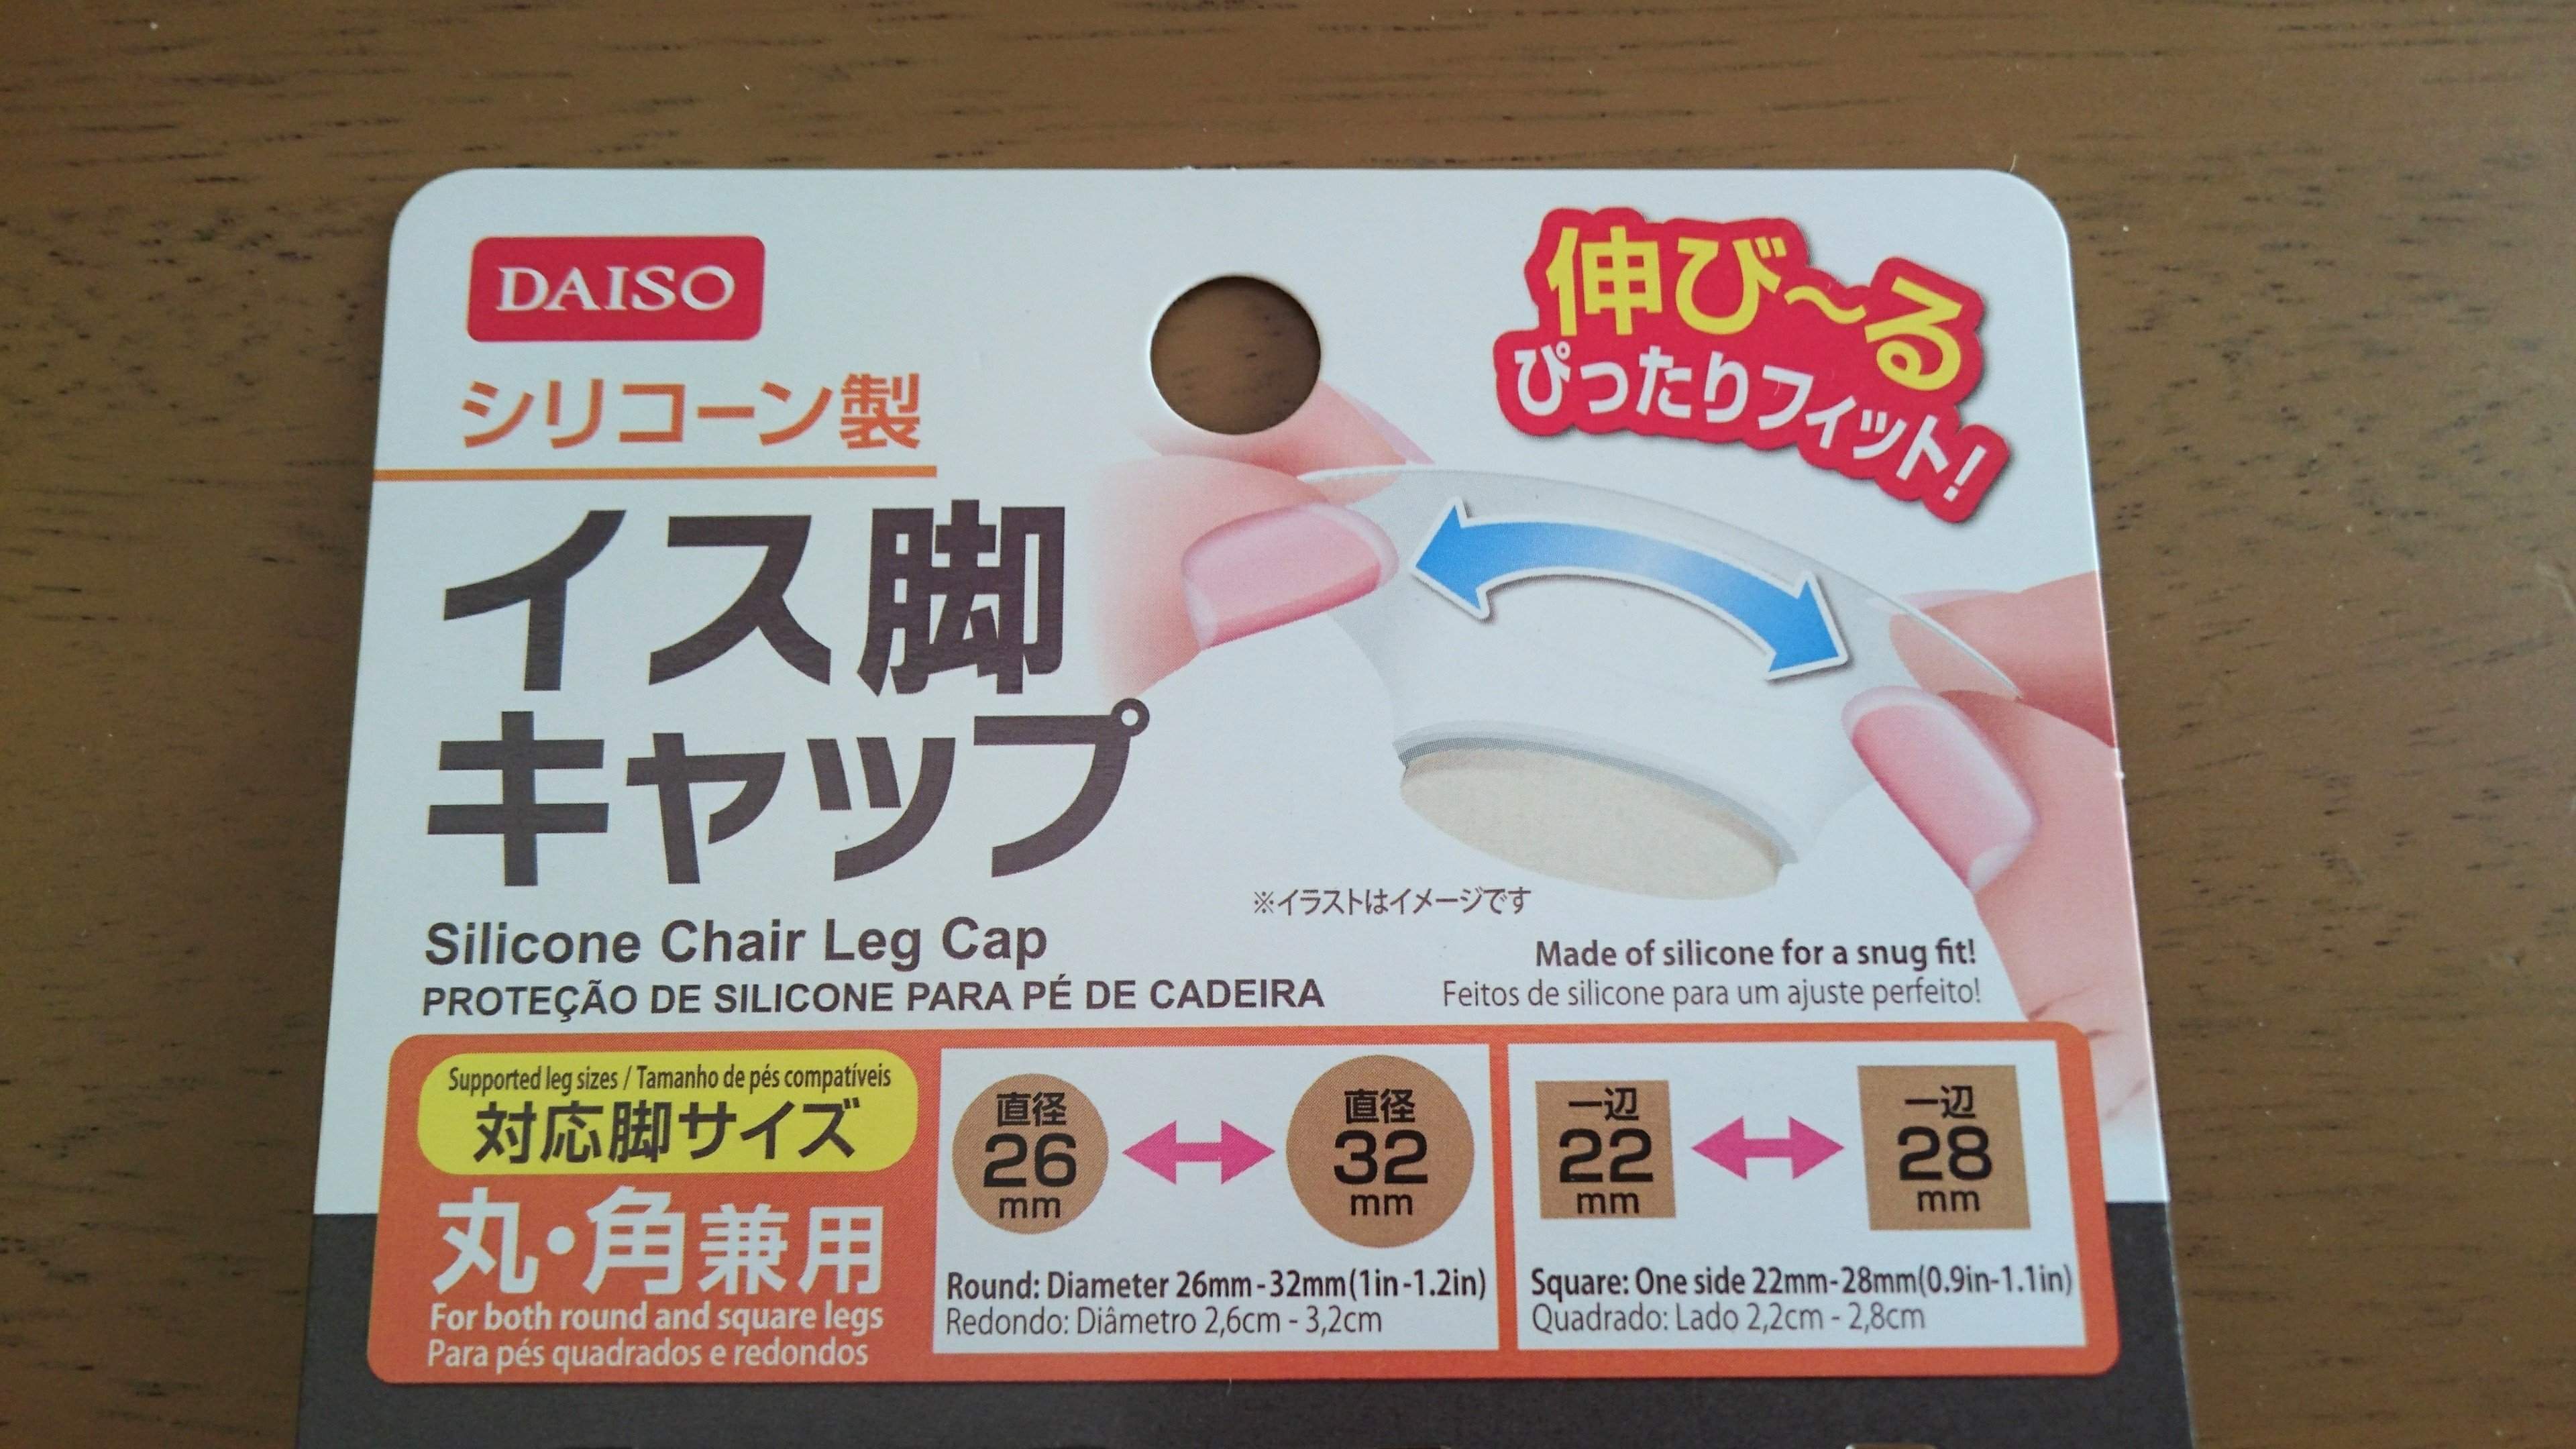 DAISO
シリコーン製
イス脚
キャップ
Silicone Chair Leg Cap
PROTEÇÃO DE SILICONE PARA PÉ DE CADEIRA
伸び～る
ぴったりフィット!
※イラストはイメージです
Made of silicone for a snug fit!
Feitos de silicone para um ajuste perfeito!
Supported leg sizes / Tamanho de pés compatíveis
対応脚サイズ
丸・角兼用
For both round and square legs
Para pés quadrados e redondos
直径
26
mm
直径
32
mm
Round: Diameter 26mm-32mm(1in-1.2in)
Redondo: Diâmetro 2,6cm - 3,2cm
一辺
22
mm
一辺
28
mm
Square: One side 22mm-28mm(0.9in-1.1in)
Quadrado: Lado 2,2cm - 2,8cm